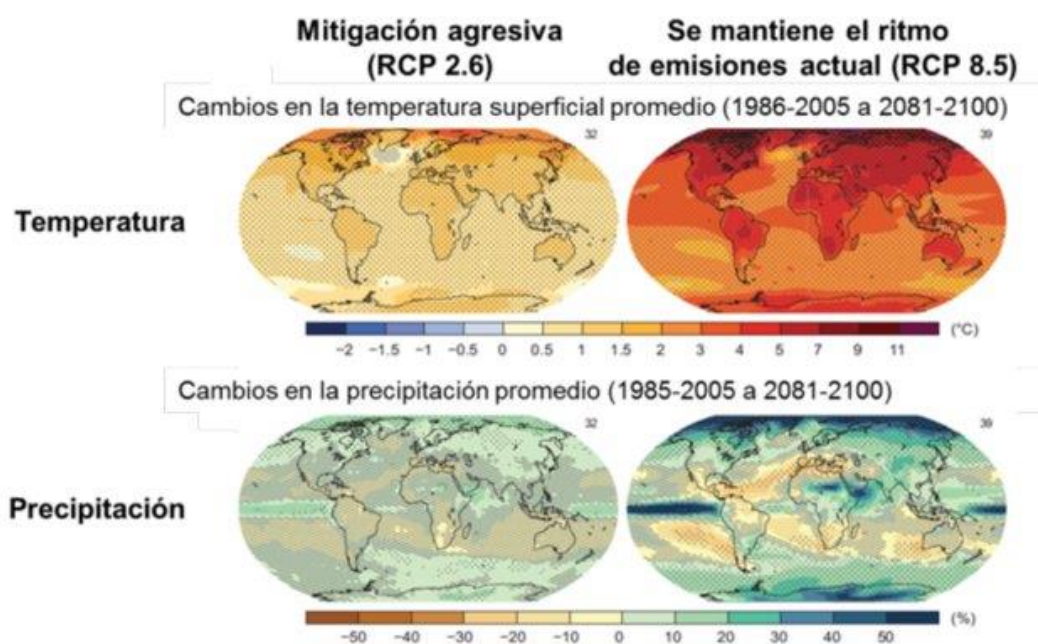 Mitigación agresiva
(RCP 2.6)
Se mantiene el ritmo
de emisiones actual (RCP 8.5)
Cambios en la temperatura superficial promedio (1986-2005 a 2081-2100)
32
39
Temperatura
−2 −1.5 −1 −0.5 0 0.5 1 1.5 2 3 4 5 7 9 11 (°C)
Cambios en la precipitación promedio (1985-2005 a 2081-2100)
32
39
Precipitación
−50 −40 −30 −20 −10 0 10 20 30 40 50 (%)